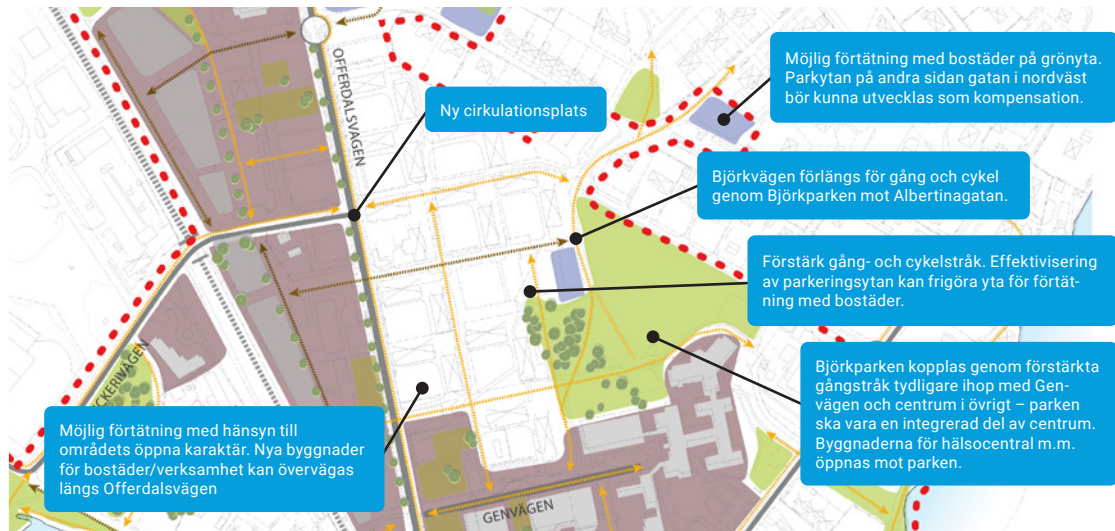 OFFERDALSVÄGEN
Ny cirkulationsplats
Möjlig förtätning med bostäder på grönyta.
Parkytan på andra sidan gatan i nordväst
bör kunna utvecklas som kompensation.
Björkvägen förlängs för gång och cykel
genom Björkparken mot Albertinagatan.
Förstärk gång- och cykelstråk. Effektivisering
av parkeringsytan kan frigöra yta för förtät-
ning med bostäder.
Björkparken kopplas genom förstärkta
gångstråk tydligare ihop med Gen-
vägen och centrum i övrigt – parken
ska vara en integrerad del av centrum.
Byggnaderna för hälsocentral m.m.
öppnas mot parken.
CKERIVÄGEN
Möjlig förtätning med hänsyn till
områdets öppna karaktär. Nya byggnader
för bostäder/verksamhet kan övervägas
längs Offerdalsvägen
GENVÄGEN